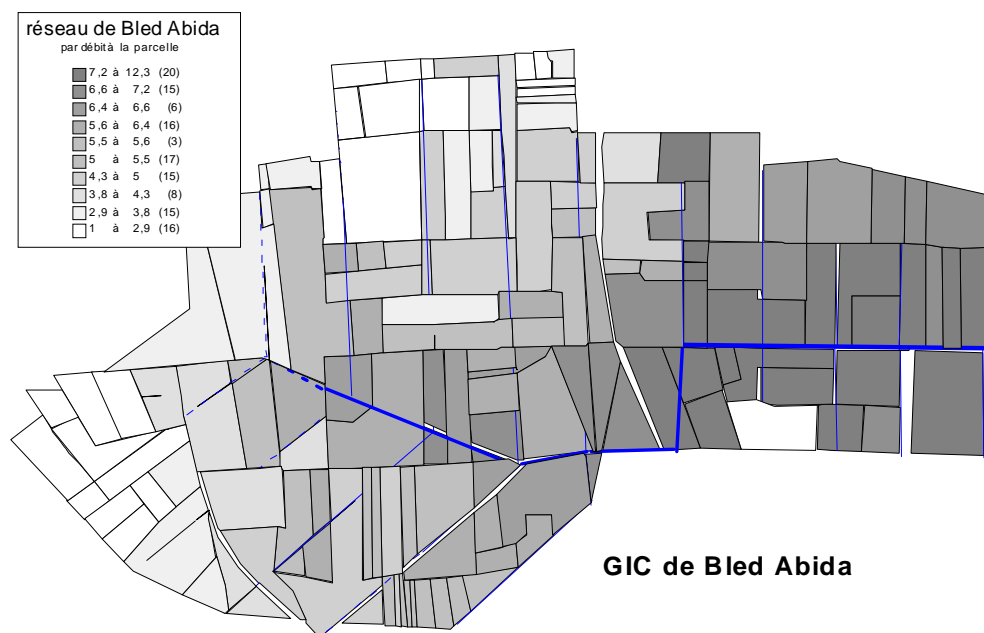 réseau de Bled Abida
par débità la parcelle
7,2 à 12,3 (20)
6,6 à 7,2 (15)
6,4 à 6,6 (6)
5,6 à 6,4 (16)
5,5 à 5,6 (3)
5 à 5,5 (17)
4,3 à 5 (15)
3,8 à 4,3 (8)
2,9 à 3,8 (15)
1 à 2,9 (16)
GIC de Bled Abida